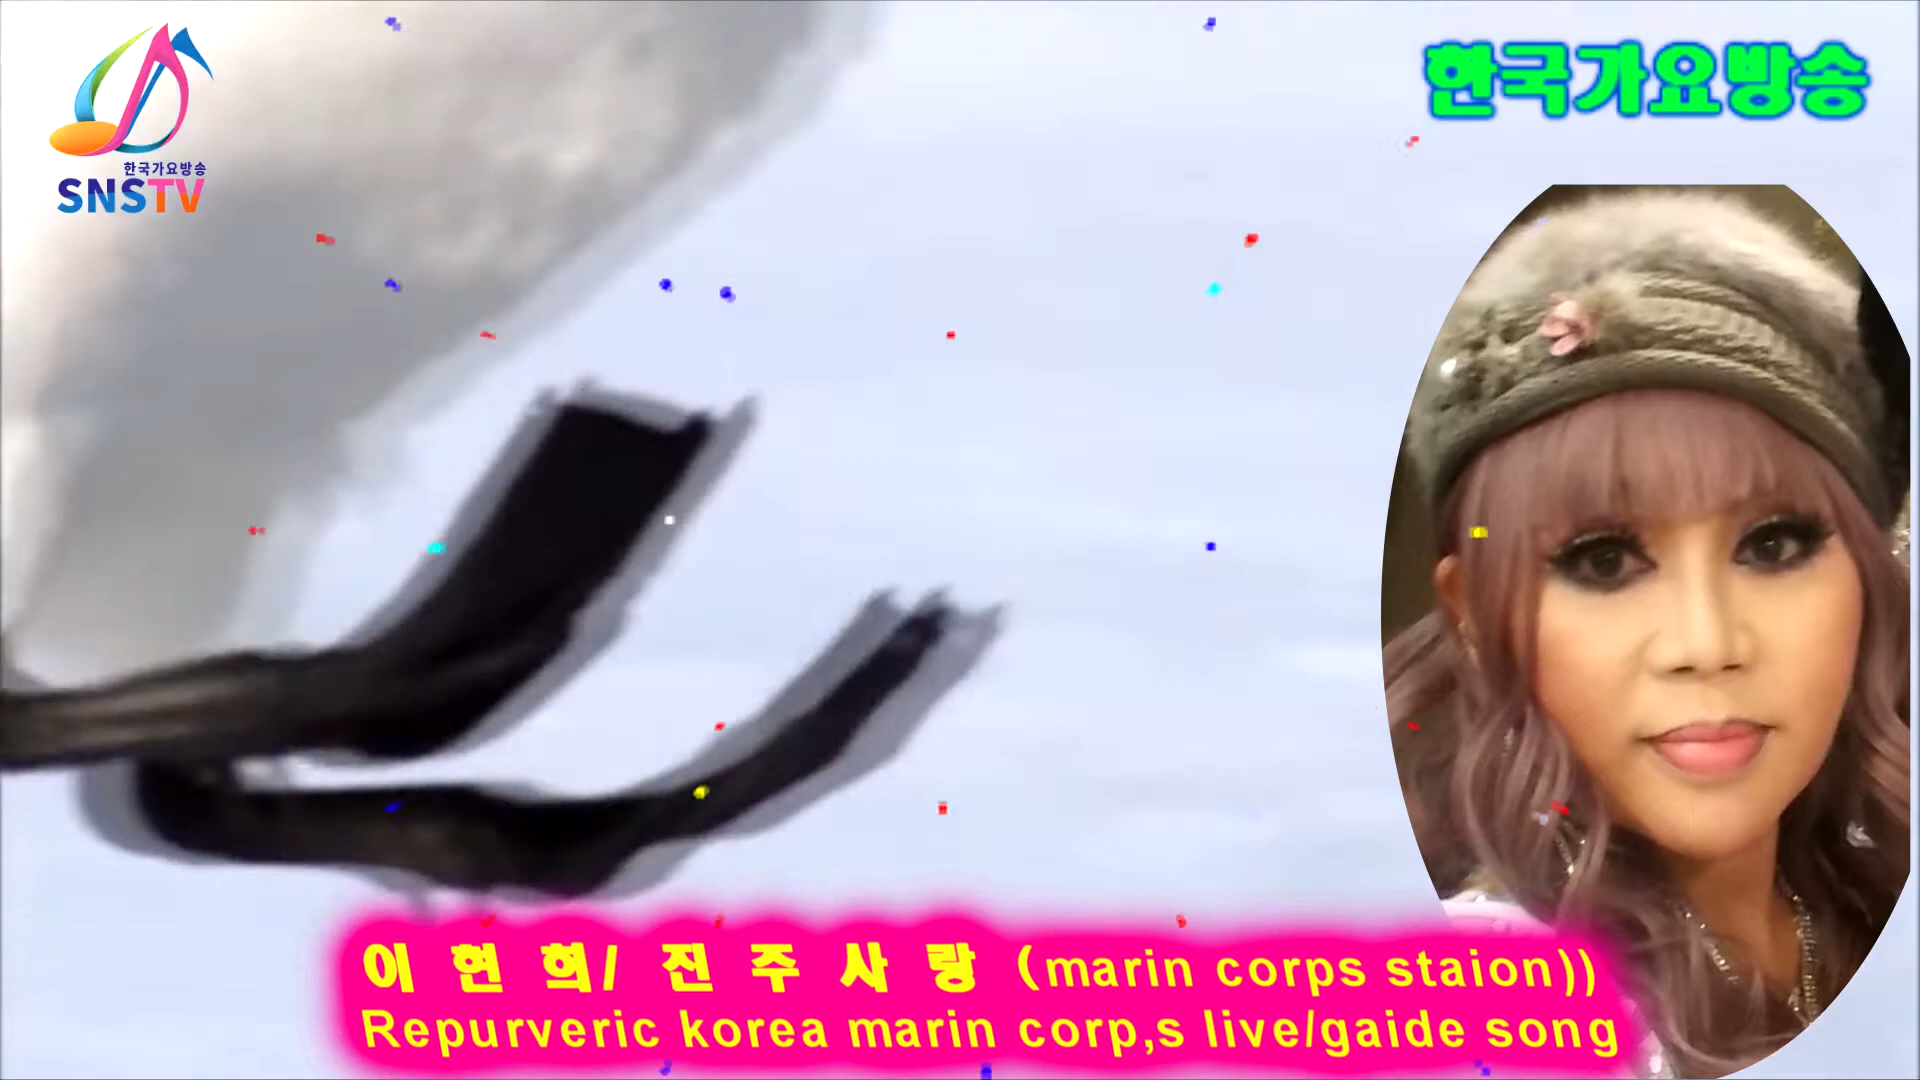 한국가요방송
SNSTV
한국가요방송
이 현 희/ 진 주 사 랑 (marin corps staion))
Repurveric korea marin corp,s live/gaide song